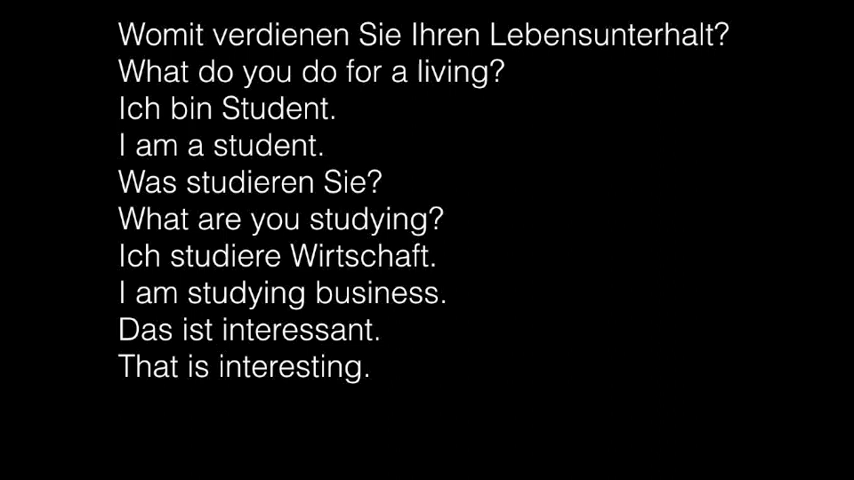 Womit verdienen Sie Ihren Lebensunterhalt?
What do you do for a living?
Ich bin Student.
I am a student.
Was studieren Sie?
What are you studying?
Ich studiere Wirtschaft.
I am studying business.
Das ist interessant.
That is interesting.